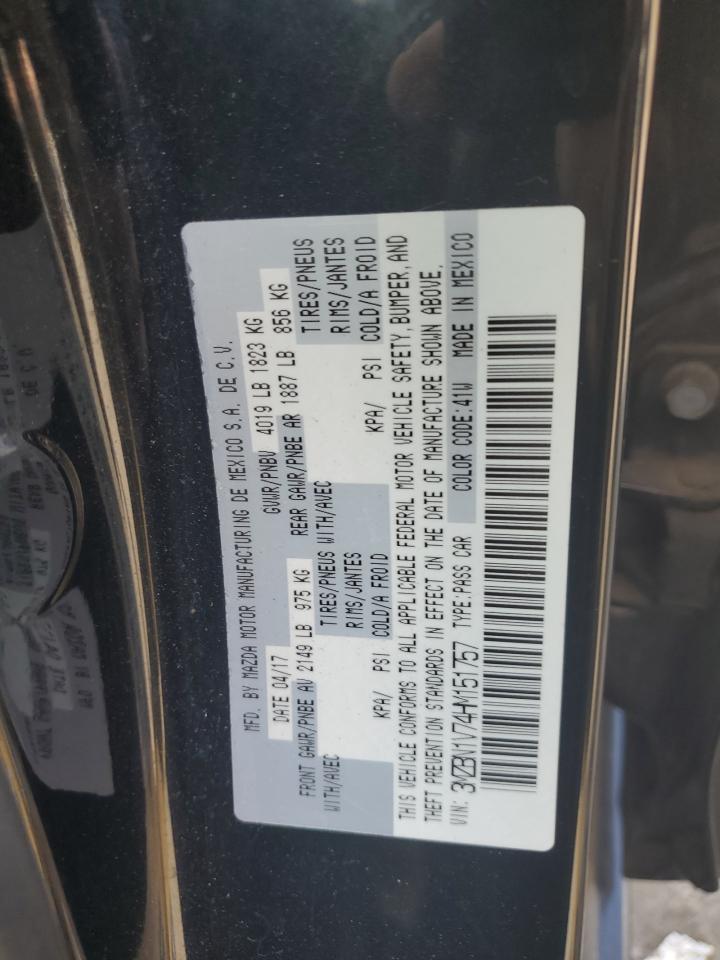 MFD. BY MAZDA MOTOR MANUFACTURING DE MEXICO S.A. DE C.V.
DATE 04/17 GVWR/PNBV 4019 LB 1823 KG
FRONT GAWR/PNBE AV 2149 LB 975 KG REAR GAWR/PNBE AR 1887 LB 856 KG
WITH/AVEC TIRES/PNEUS WITH/AVEC TIRES/PNEUS
RIMS/JANTES RIMS/JANTES
KPA/ PSI COLD/A FROID KPA/ PSI COLD/A FROID
THIS VEHICLE CONFORMS TO ALL APPLICABLE FEDERAL MOTOR VEHICLE SAFETY, BUMPER, AND
THEFT PREVENTION STANDARDS IN EFFECT ON THE DATE OF MANUFACTURE SHOWN ABOVE.
VIN: 3MZBN1V74HM151757 TYPE:PASS CAR COLOR CODE:41W MADE IN MEXICO